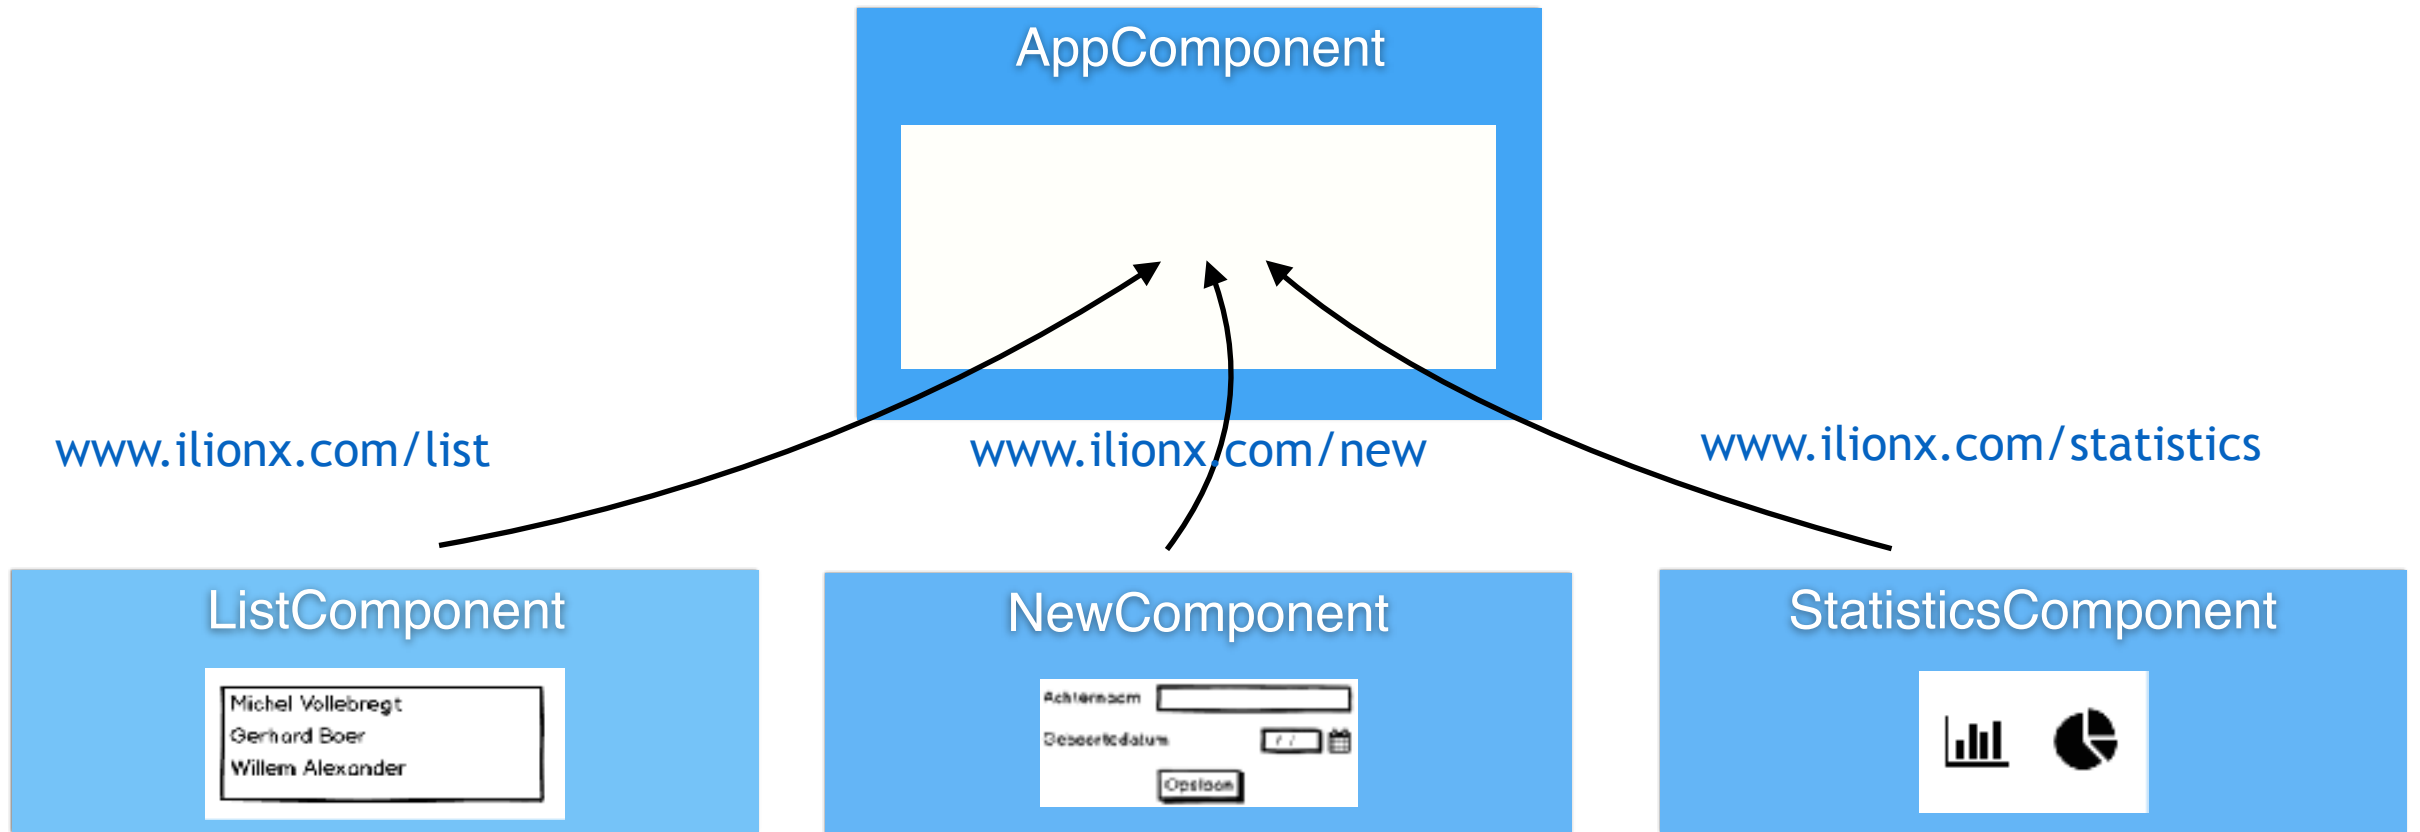 AppComponent
www.ilionx.com/list
www.ilionx.com/new
www.ilionx.com/statistics
ListComponent
NewComponent
StatisticsComponent
Michel Vollebregt
Gerhard Boer
Willem Alexander
Achternaam
Geboortedatum
/ /
Opslaan